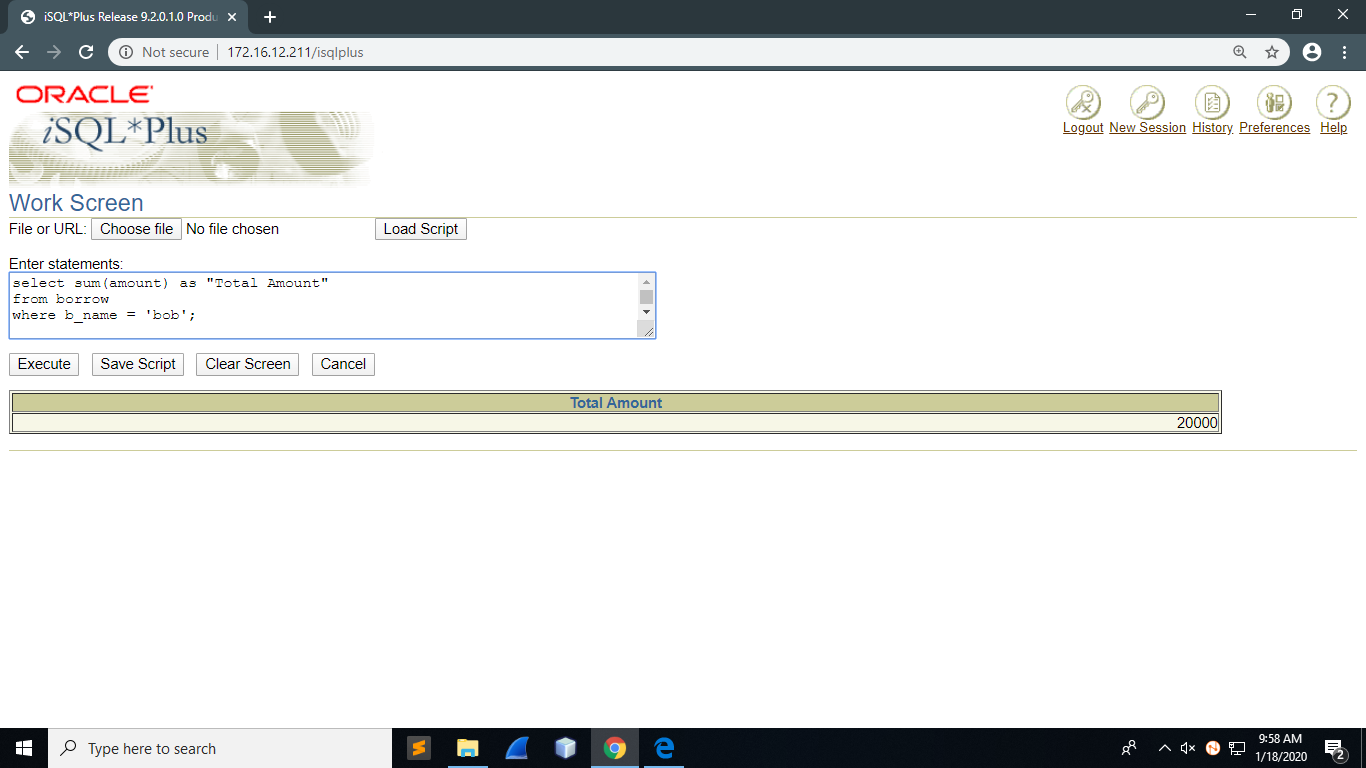 iSQL*Plus Release 9.2.0.1.0 Produ
Not secure 172.16.12.211/isqlplus
ORACLE
iSQL*Plus
Logout New Session History Preferences Help
Work Screen
File or URL: Choose file No file chosen Load Script
Enter statements:
select sum(amount) as "Total Amount"
from borrow
where b_name = 'bob';
Execute Save Script Clear Screen Cancel
Total Amount
20000
Type here to search
9:58 AM
1/18/2020
2